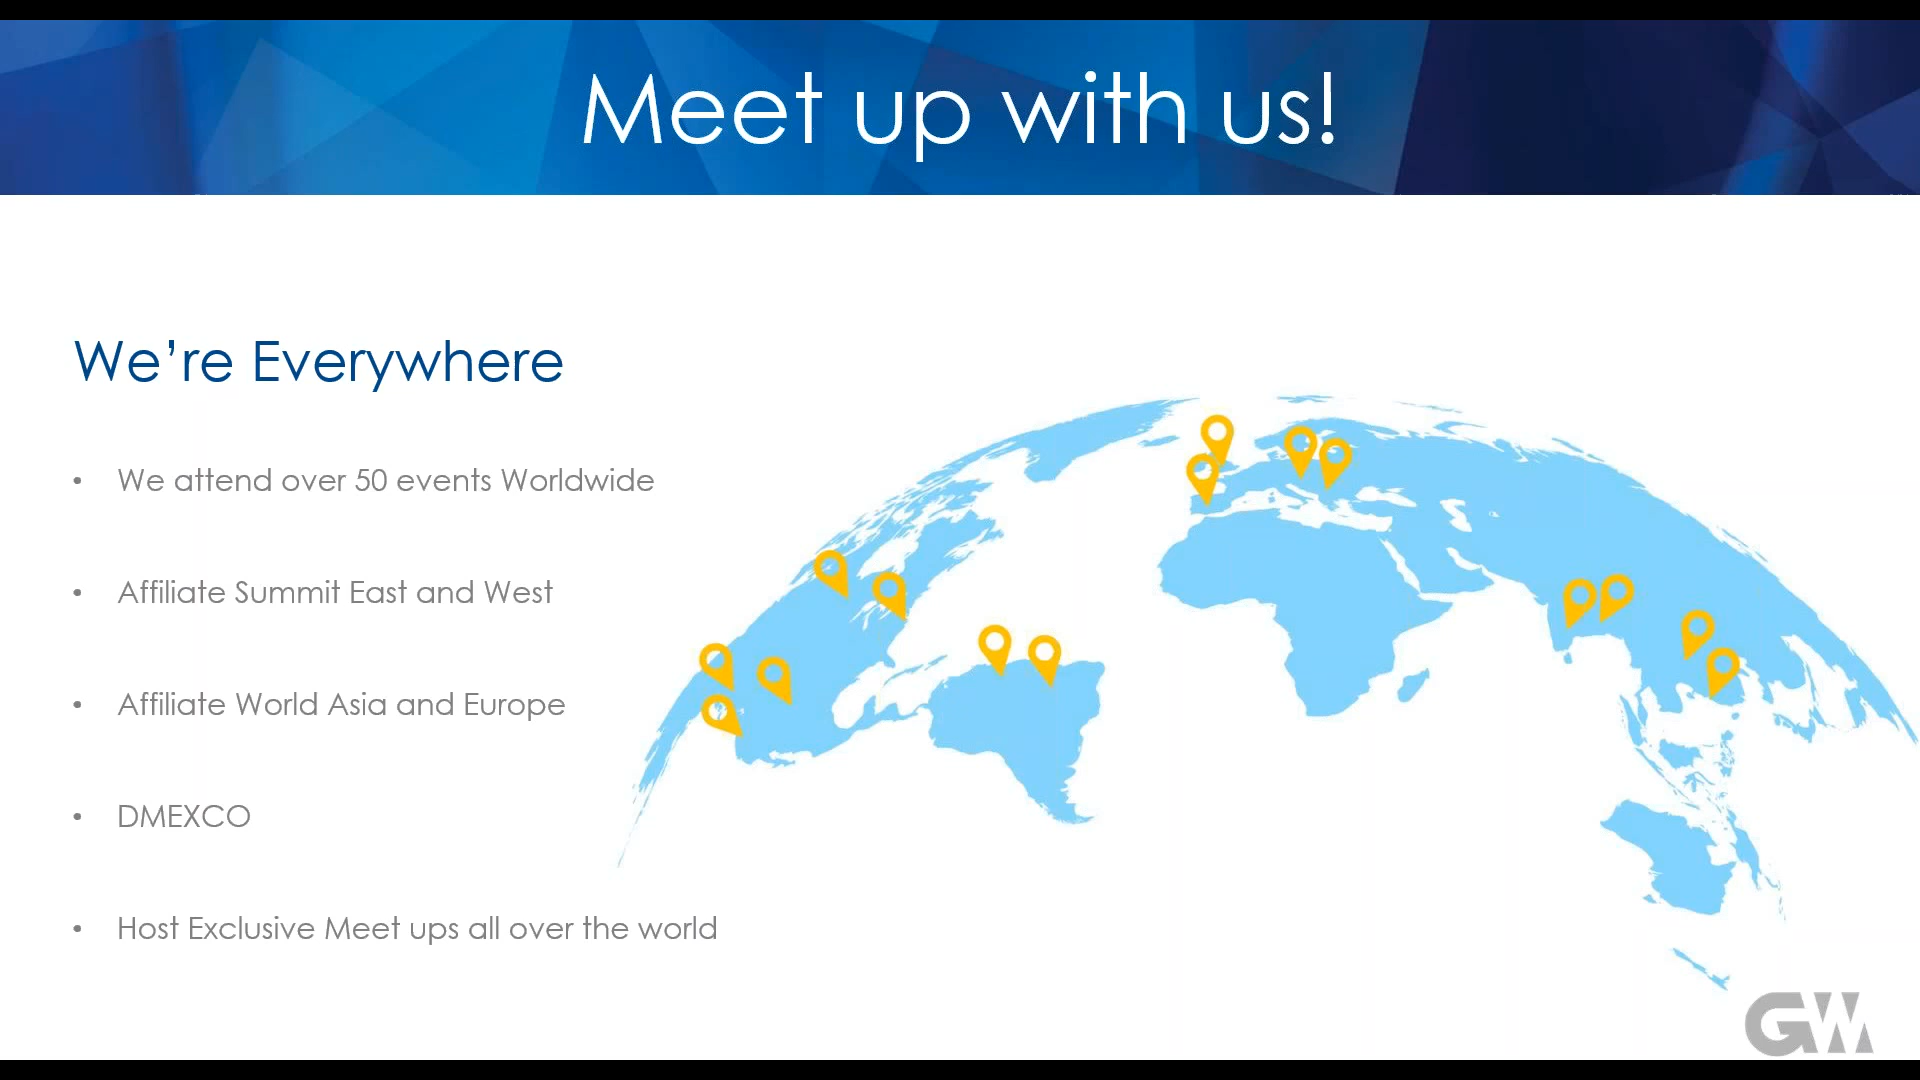 Meet up with us!
We’re Everywhere
• We attend over 50 events Worldwide
• Affiliate Summit East and West
• Affiliate World Asia and Europe
• DMEXCO
• Host Exclusive Meet ups all over the world
GW